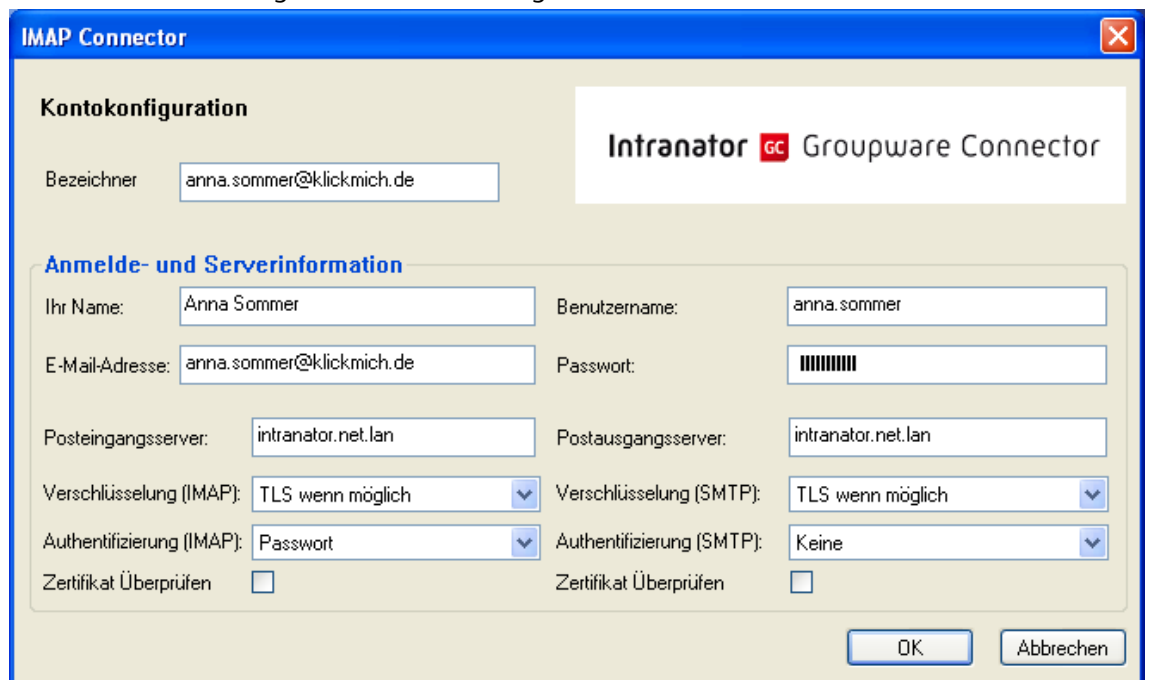 IMAP Connector
Kontokonfiguration
Intranator GC Groupware Connector
Bezeichner anna.sommer@klickmich.de
Anmelde- und Serverinformation
Ihr Name: Anna Sommer Benutzername: anna.sommer
E-Mail-Adresse: anna.sommer@klickmich.de Passwort:
Posteingangsserver: intranator.net.lan Postausgangsserver: intranator.net.lan
Verschlüsselung (IMAP): TLS wenn möglich Verschlüsselung (SMTP): TLS wenn möglich
Authentifizierung (IMAP): Passwort Authentifizierung (SMTP): Keine
Zertifikat Überprüfen Zertifikat Überprüfen
OK Abbrechen